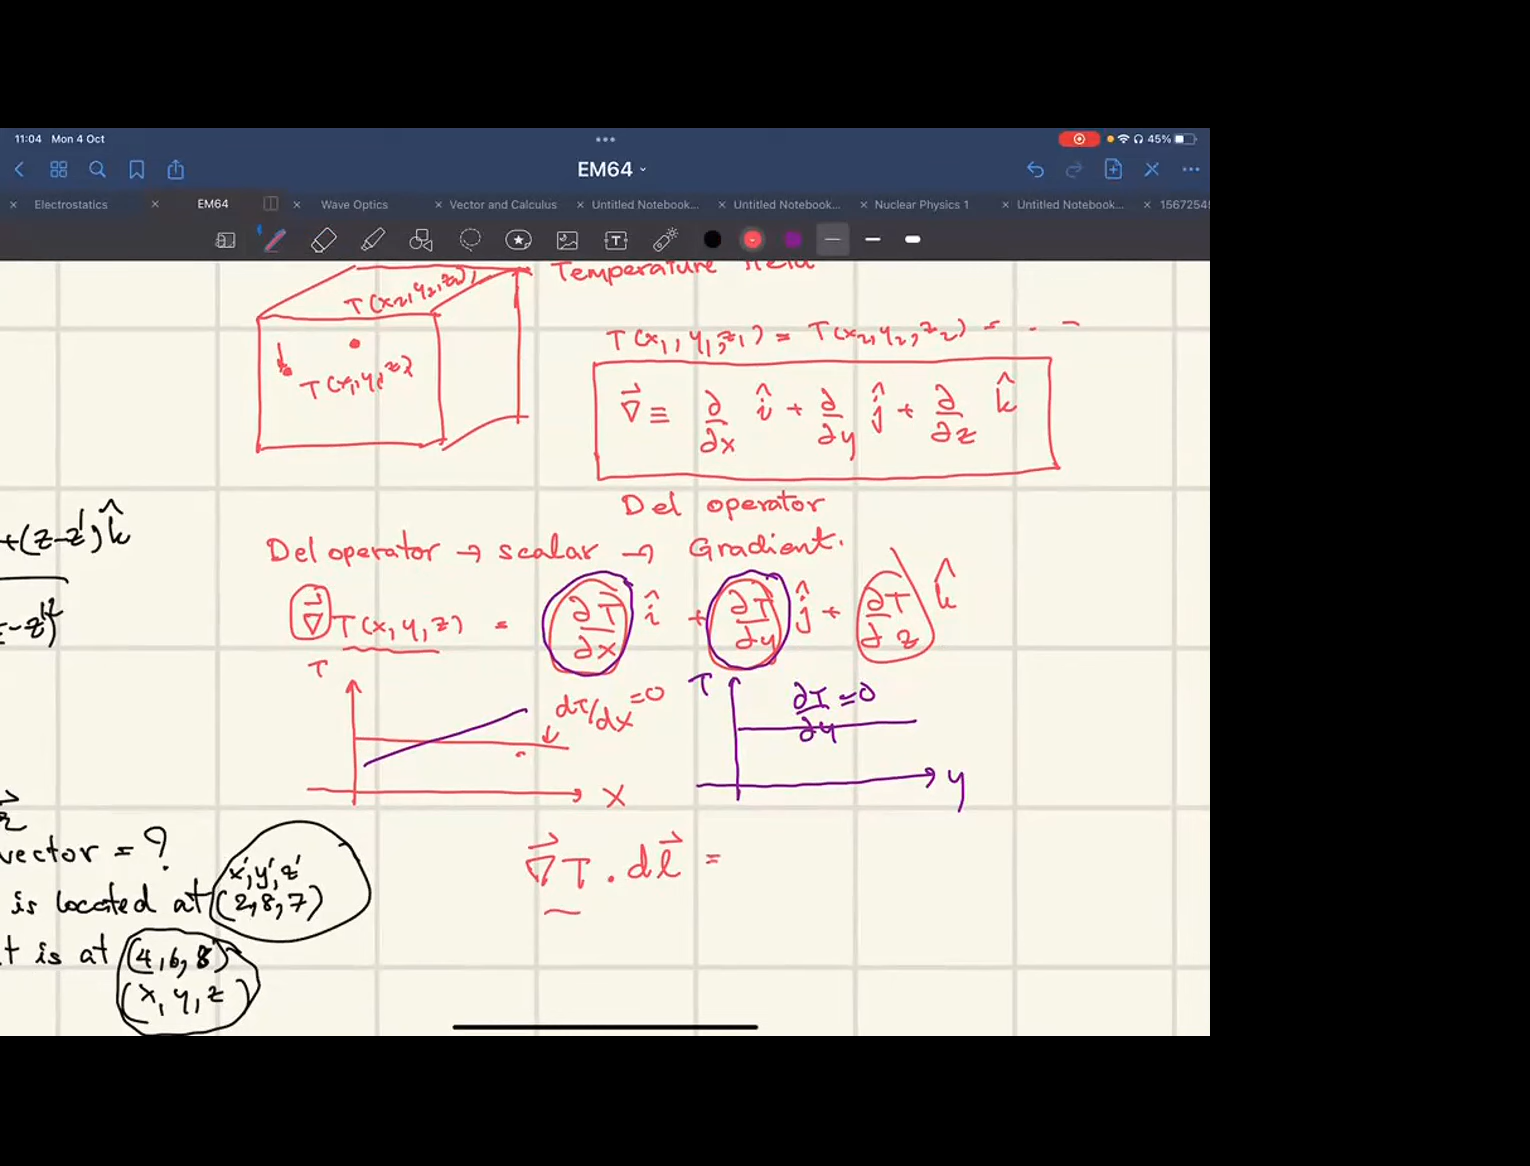 11:04 Mon 4 Oct
45%
EM64
Electrostatics
EM64
Wave Optics
Vector and Calculus
Untitled Notebook...
Untitled Notebook...
Nuclear Physics 1
Untitled Notebook...
1567254
Temperature field
T(x₂, y₂, z₂)
T(x₁, y₁, z₁) = T(x₂, y₂, z₂) = . . -
T(x₁, y₁, z₁)
∇⃗ ≡ ∂/∂x î + ∂/∂y ĵ + ∂/∂z k̂
Del operator
+(z-z')k̂
Del operator → scalar → Gradient.
∇⃗ T(x, y, z) = ∂T/∂x î + ∂T/∂y ĵ + ∂T/∂z k̂
-z')²
T
dT/dx = 0
x
T
∂T/∂y = 0
y
vector = ?
x', y', z'
is located at (2, 8, 7)
t is at (4, 6, 8)
(x, y, z)
∇⃗T . dl⃗ =